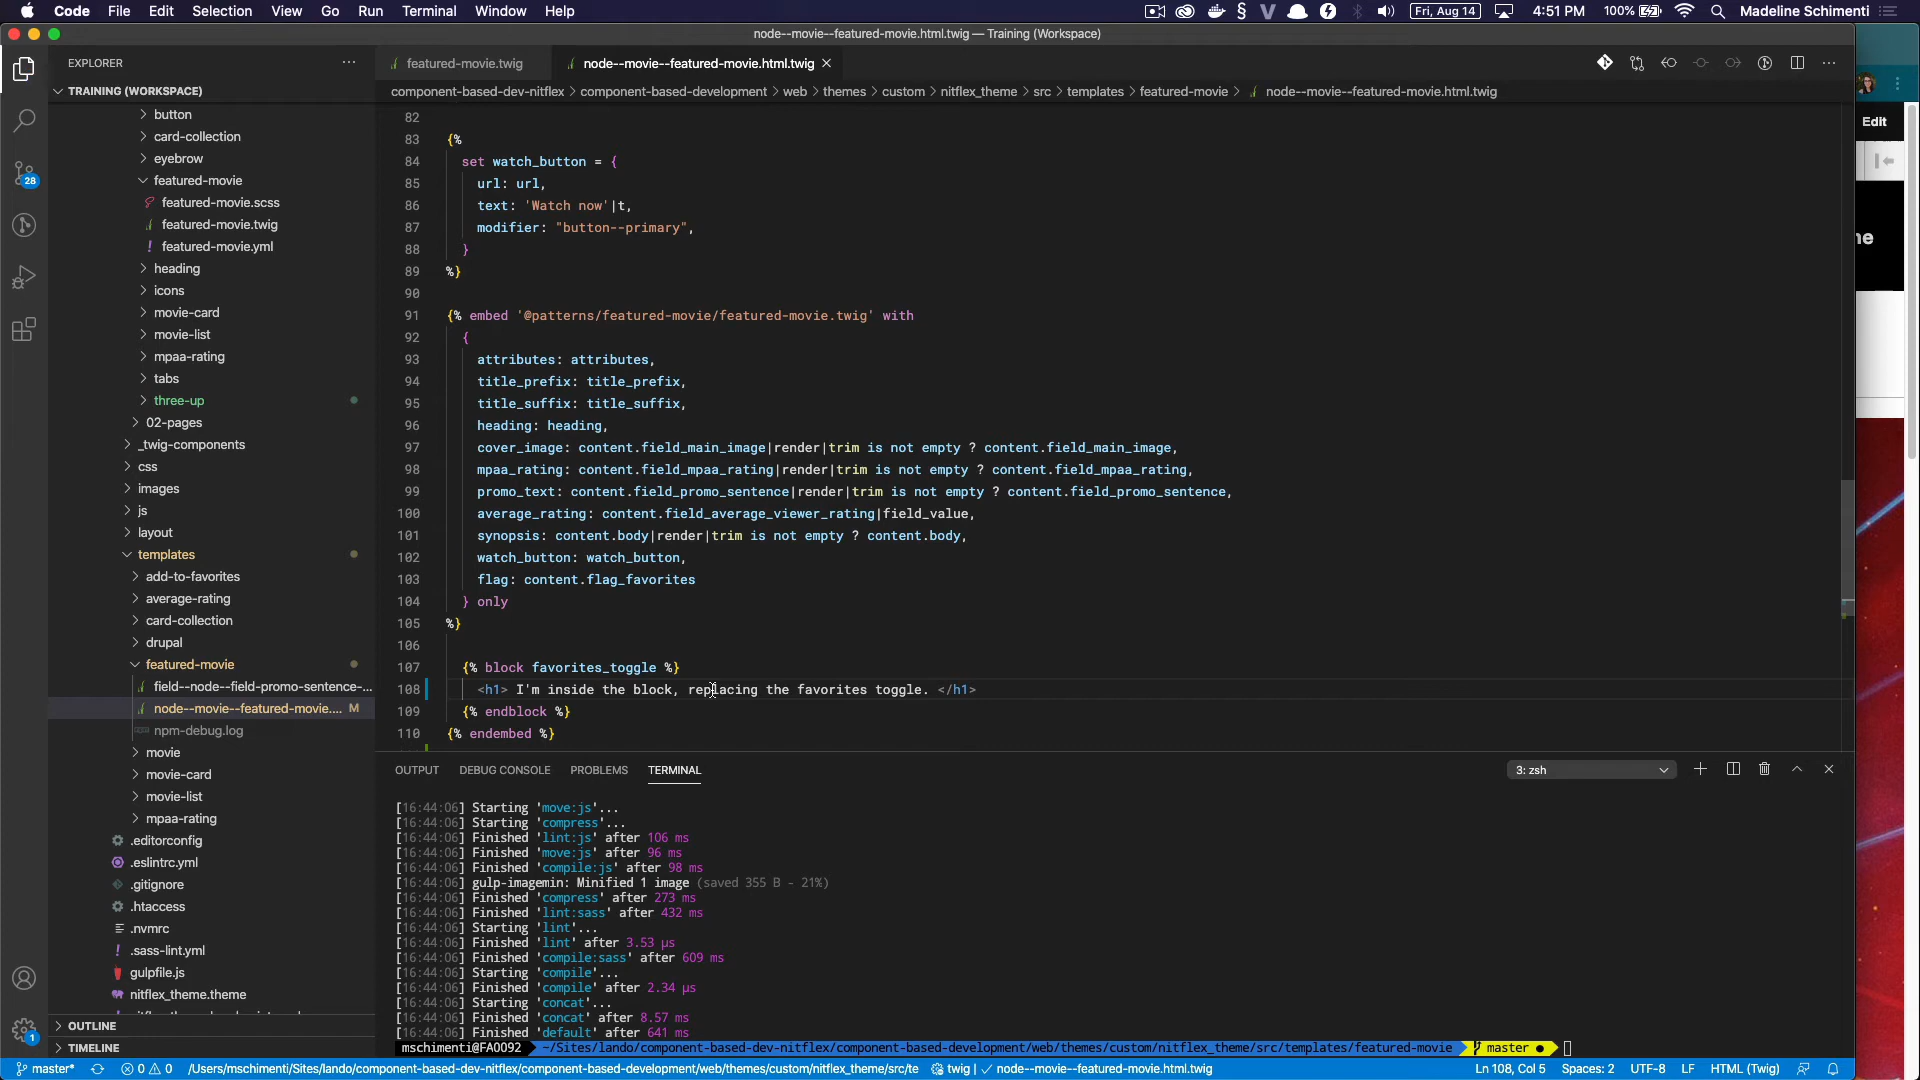 Code File Edit Selection View Go Run Terminal Window Help
Fri, Aug 14 4:51 PM 100% Madeline Schimenti
node--movie--featured-movie.html.twig — Training (Workspace)
EXPLORER
featured-movie.twig
node--movie--featured-movie.html.twig
TRAINING (WORKSPACE)
component-based-dev-nitflex > component-based-development > web > themes > custom > nitflex_theme > src > templates > featured-movie > node--movie--featured-movie.html.twig
button
card-collection
eyebrow
featured-movie
featured-movie.scss
featured-movie.twig
featured-movie.yml
heading
icons
movie-card
movie-list
mpaa-rating
tabs
three-up
02-pages
_twig-components
css
images
js
layout
templates
add-to-favorites
average-rating
card-collection
drupal
featured-movie
field--node--field-promo-sentence-...
node--movie--featured-movie.... M
npm-debug.log
movie
movie-card
movie-list
mpaa-rating
.editorconfig
.eslintrc.yml
.gitignore
.htaccess
.nvmrc
.sass-lint.yml
gulpfile.js
nitflex_theme.theme
OUTLINE
TIMELINE
28
1
82
83 {%
84 set watch_button = {
85 url: url,
86 text: 'Watch now'|t,
87 modifier: "button--primary",
88 }
89 %}
90
91 {% embed '@patterns/featured-movie/featured-movie.twig' with
92 {
93 attributes: attributes,
94 title_prefix: title_prefix,
95 title_suffix: title_suffix,
96 heading: heading,
97 cover_image: content.field_main_image|render|trim is not empty ? content.field_main_image,
98 mpaa_rating: content.field_mpaa_rating|render|trim is not empty ? content.field_mpaa_rating,
99 promo_text: content.field_promo_sentence|render|trim is not empty ? content.field_promo_sentence,
100 average_rating: content.field_average_viewer_rating|field_value,
101 synopsis: content.body|render|trim is not empty ? content.body,
102 watch_button: watch_button,
103 flag: content.flag_favorites
104 } only
105 %}
106
107 {% block favorites_toggle %}
108 <h1> I'm inside the block, replacing the favorites toggle. </h1>
109 {% endblock %}
110 {% endembed %}
OUTPUT DEBUG CONSOLE PROBLEMS TERMINAL
3: zsh
[16:44:06] Starting 'move:js'...
[16:44:06] Starting 'compress'...
[16:44:06] Finished 'lint:js' after 106 ms
[16:44:06] Finished 'move:js' after 96 ms
[16:44:06] Finished 'compile:js' after 98 ms
[16:44:06] gulp-imagemin: Minified 1 image (saved 355 B - 21%)
[16:44:06] Finished 'compress' after 273 ms
[16:44:06] Finished 'lint:sass' after 432 ms
[16:44:06] Starting 'lint'...
[16:44:06] Finished 'lint' after 3.53 μs
[16:44:06] Finished 'compile:sass' after 609 ms
[16:44:06] Starting 'compile'...
[16:44:06] Finished 'compile' after 2.34 μs
[16:44:06] Starting 'concat'...
[16:44:06] Finished 'concat' after 8.57 ms
[16:44:06] Finished 'default' after 641 ms
mschimenti@FA0092 ~/Sites/lando/component-based-dev-nitflex/component-based-development/web/themes/custom/nitflex_theme/src/templates/featured-movie master ●
master* 0 0 /Users/mschimenti/Sites/lando/component-based-dev-nitflex/component-based-development/web/themes/custom/nitflex_theme/src/te twig | ✓ node--movie--featured-movie.html.twig Ln 108, Col 5 Spaces: 2 UTF-8 LF HTML (Twig)
Edit